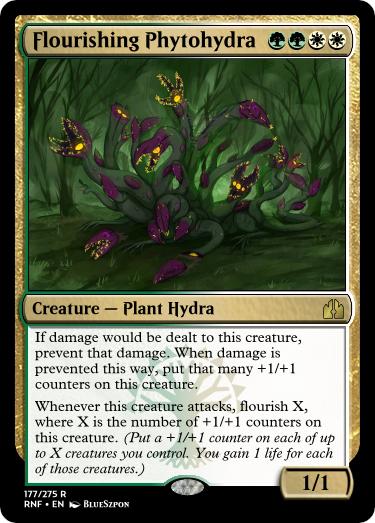 Flourishing Phytohydra
Creature — Plant Hydra
If damage would be dealt to this creature,
prevent that damage. When damage is
prevented this way, put that many +1/+1
counters on this creature.
Whenever this creature attacks, flourish X,
where X is the number of +1/+1 counters on
this creature. (Put a +1/+1 counter on each of up
to X creatures you control. You gain 1 life for each
of those creatures.)
1/1
177/275 R
RNF • EN BlueSzpon